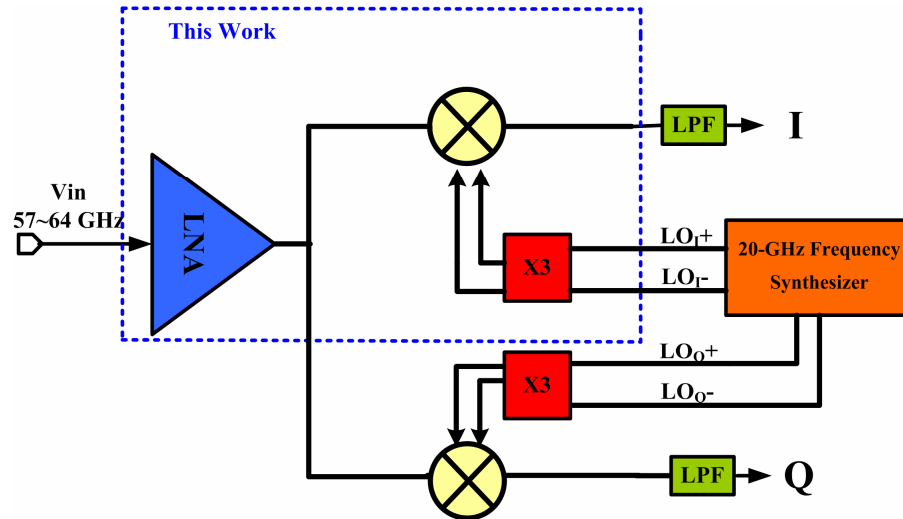 This Work
Vin
57~64 GHz
LNA
LPF
I
X3
LOI+
LOI-
20-GHz Frequency
Synthesizer
X3
LOQ+
LOQ-
LPF
Q